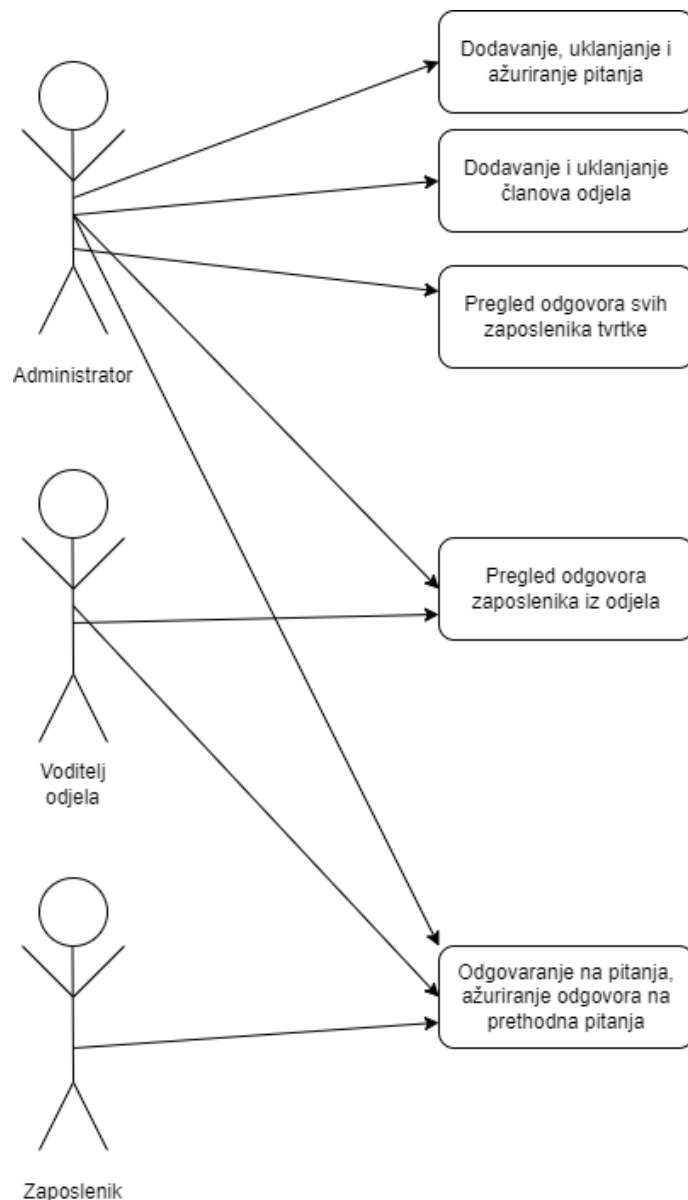 Dodavanje, uklanjanje i
ažuriranje pitanja
Dodavanje i uklanjanje
članova odjela
Pregled odgovora svih
zaposlenika tvrtke
Administrator
Pregled odgovora
zaposlenika iz odjela
Voditelj
odjela
Odgovaranje na pitanja,
ažuriranje odgovora na
prethodna pitanja
Zaposlenik